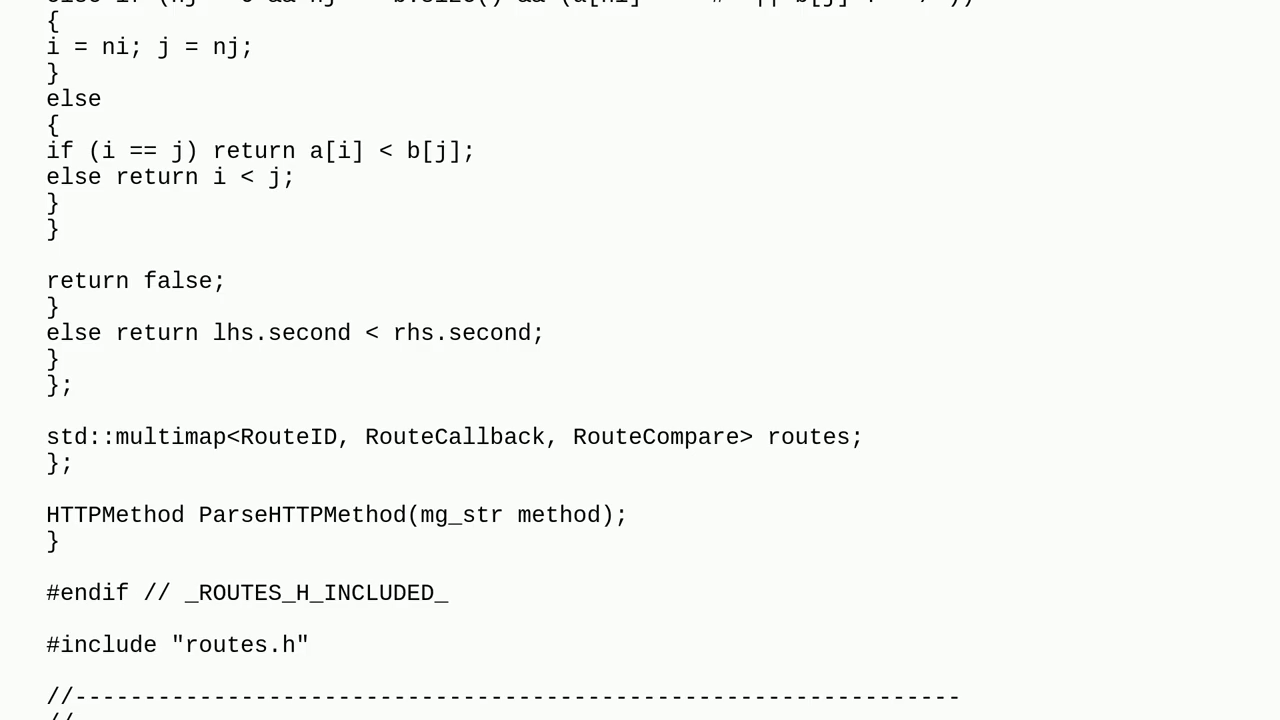 {
i = ni; j = nj;
}
else
{
if (i == j) return a[i] < b[j];
else return i < j;
}
}

return false;
}
else return lhs.second < rhs.second;
}
};

std::multimap<RouteID, RouteCallback, RouteCompare> routes;
};

HTTPMethod ParseHTTPMethod(mg_str method);
}

#endif // _ROUTES_H_INCLUDED_

#include "routes.h"

//----------------------------------------------------------------
//